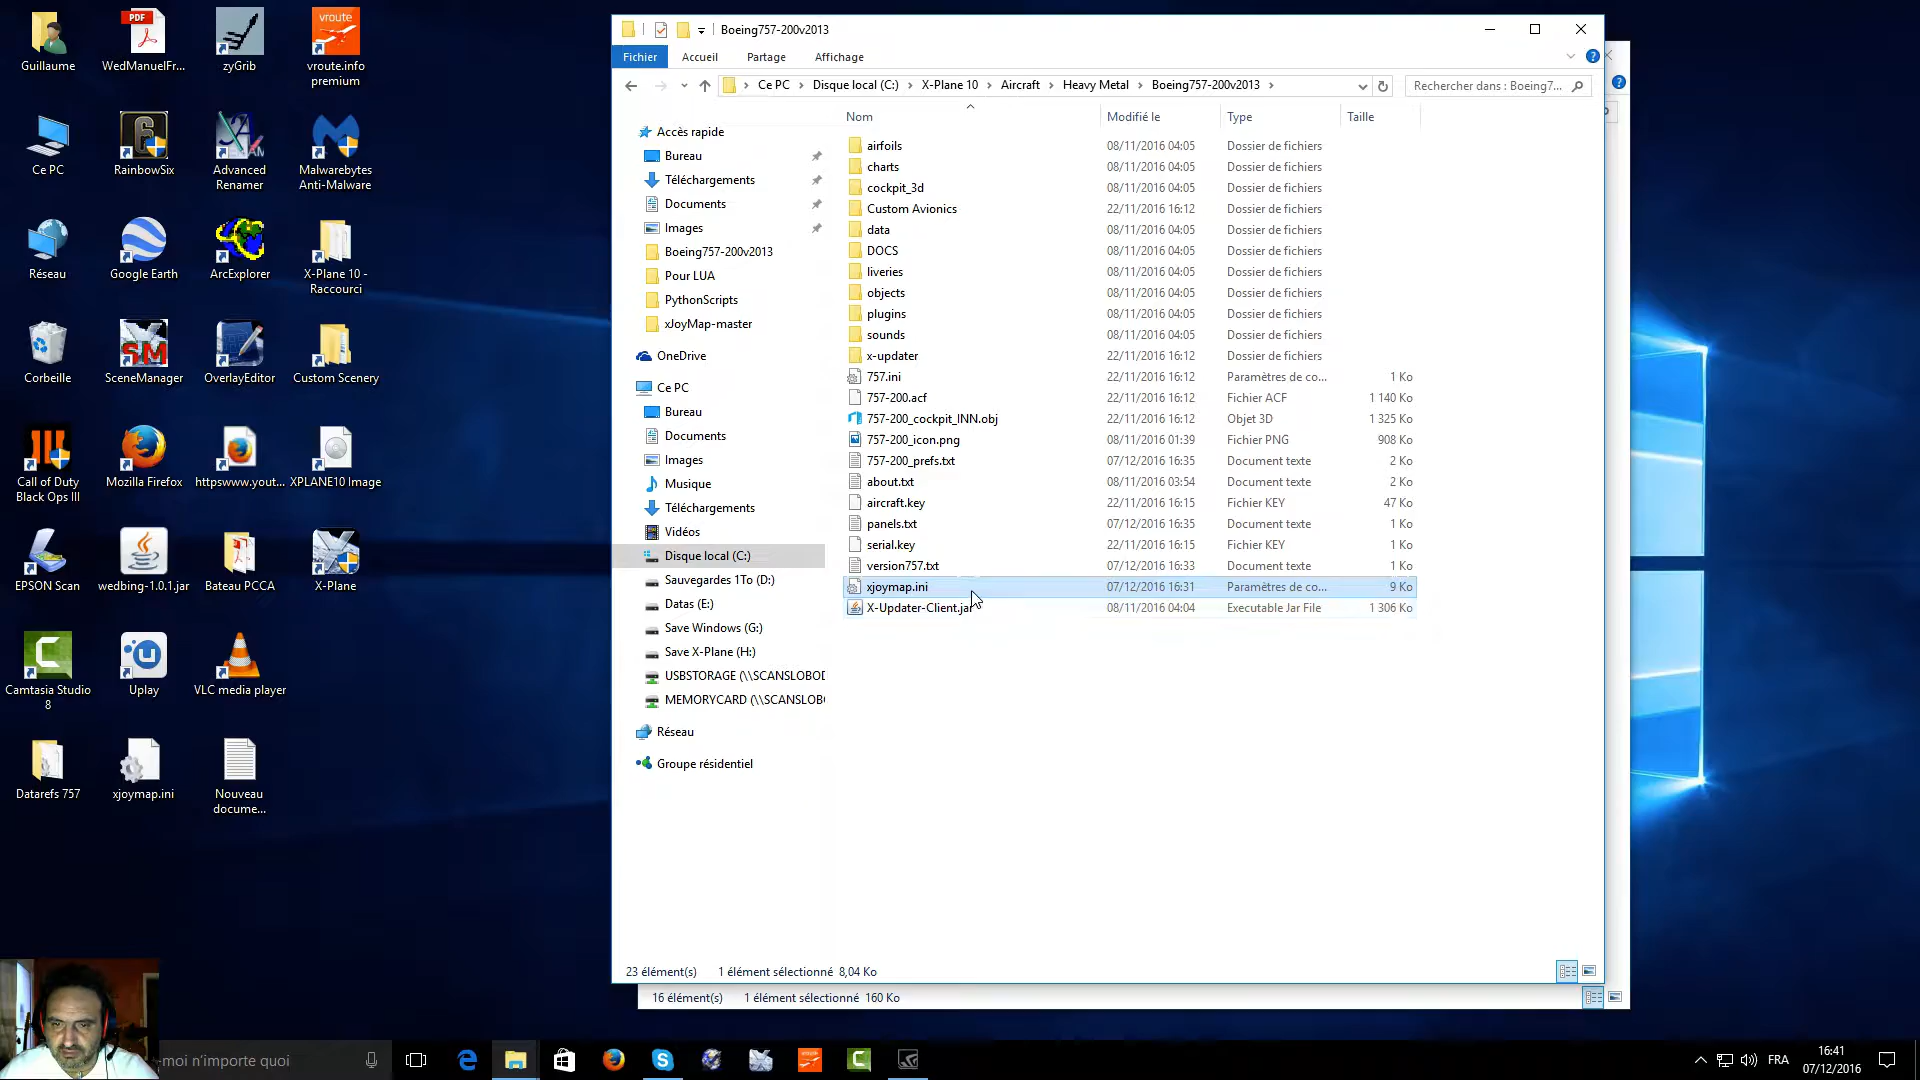 Guillaume
WedManuelFr...
zyGrib
vroute.info
premium
Ce PC
RainbowSix
Advanced
Renamer
Malwarebytes
Anti-Malware
Réseau
Google Earth
ArcExplorer
X-Plane 10 -
Raccourci
Corbeille
SceneManager
OverlayEditor
Custom Scenery
Call of Duty
Black Ops III
Mozilla Firefox
httpswww.yout...
XPLANE10 Image
EPSON Scan
wedbing-1.0.1.jar
Bateau PCCA
X-Plane
Camtasia Studio
8
Uplay
VLC media player
Datarefs 757
xjoymap.ini
Nouveau
docume...
PDF
vroute
SM
Boeing757-200v2013
Fichier
Accueil
Partage
Affichage
Ce PC
Disque local (C:)
X-Plane 10
Aircraft
Heavy Metal
Boeing757-200v2013
Rechercher dans : Boeing7...
Accès rapide
Bureau
Téléchargements
Documents
Images
Boeing757-200v2013
Pour LUA
PythonScripts
xJoyMap-master
OneDrive
Ce PC
Bureau
Documents
Images
Musique
Téléchargements
Vidéos
Disque local (C:)
Sauvegardes 1To (D:)
Datas (E:)
Save Windows (G:)
Save X-Plane (H:)
USBSTORAGE (\\SCANSLOBOD
MEMORYCARD (\\SCANSLOBO
Réseau
Groupe résidentiel
Nom Modifié le Type Taille
airfoils 08/11/2016 04:05 Dossier de fichiers
charts 08/11/2016 04:05 Dossier de fichiers
cockpit_3d 08/11/2016 04:05 Dossier de fichiers
Custom Avionics 22/11/2016 16:12 Dossier de fichiers
data 08/11/2016 04:05 Dossier de fichiers
DOCS 08/11/2016 04:05 Dossier de fichiers
liveries 08/11/2016 04:05 Dossier de fichiers
objects 08/11/2016 04:05 Dossier de fichiers
plugins 08/11/2016 04:05 Dossier de fichiers
sounds 08/11/2016 04:05 Dossier de fichiers
x-updater 22/11/2016 16:12 Dossier de fichiers
757.ini 22/11/2016 16:12 Paramètres de co... 1 Ko
757-200.acf 22/11/2016 16:12 Fichier ACF 1 140 Ko
757-200_cockpit_INN.obj 22/11/2016 16:12 Objet 3D 1 325 Ko
757-200_icon.png 08/11/2016 01:39 Fichier PNG 908 Ko
757-200_prefs.txt 07/12/2016 16:35 Document texte 2 Ko
about.txt 08/11/2016 03:54 Document texte 2 Ko
aircraft.key 22/11/2016 16:15 Fichier KEY 47 Ko
panels.txt 07/12/2016 16:35 Document texte 1 Ko
serial.key 22/11/2016 16:15 Fichier KEY 1 Ko
version757.txt 07/12/2016 16:33 Document texte 1 Ko
xjoymap.ini 07/12/2016 16:31 Paramètres de co... 9 Ko
X-Updater-Client.jar 08/11/2016 04:04 Executable Jar File 1 306 Ko
23 élément(s) 1 élément sélectionné 8,04 Ko
16 élément(s) 1 élément sélectionné 160 Ko
-moi n'importe quoi
FRA
16:41
07/12/2016